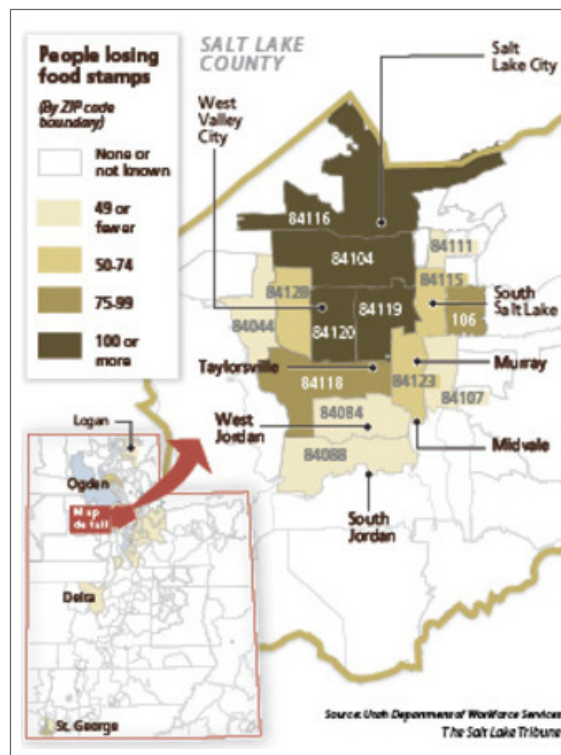 People losing
food stamps
(By ZIP code
boundary)
None or
not known
49 or
fewer
50-74
75-99
100 or
more
SALT LAKE
COUNTY
Salt
Lake City
West
Valley
City
84116
84104
84111
84128
84115
84119
South
Salt Lake
106
84044
84120
Taylorsville
84118
Murray
84123
84107
West
Jordan
84084
Midvale
84088
South
Jordan
Logan
Ogden
Map
detail
Delta
St. George
Source: Utah Department of Workforce Services
The Salt Lake Tribune